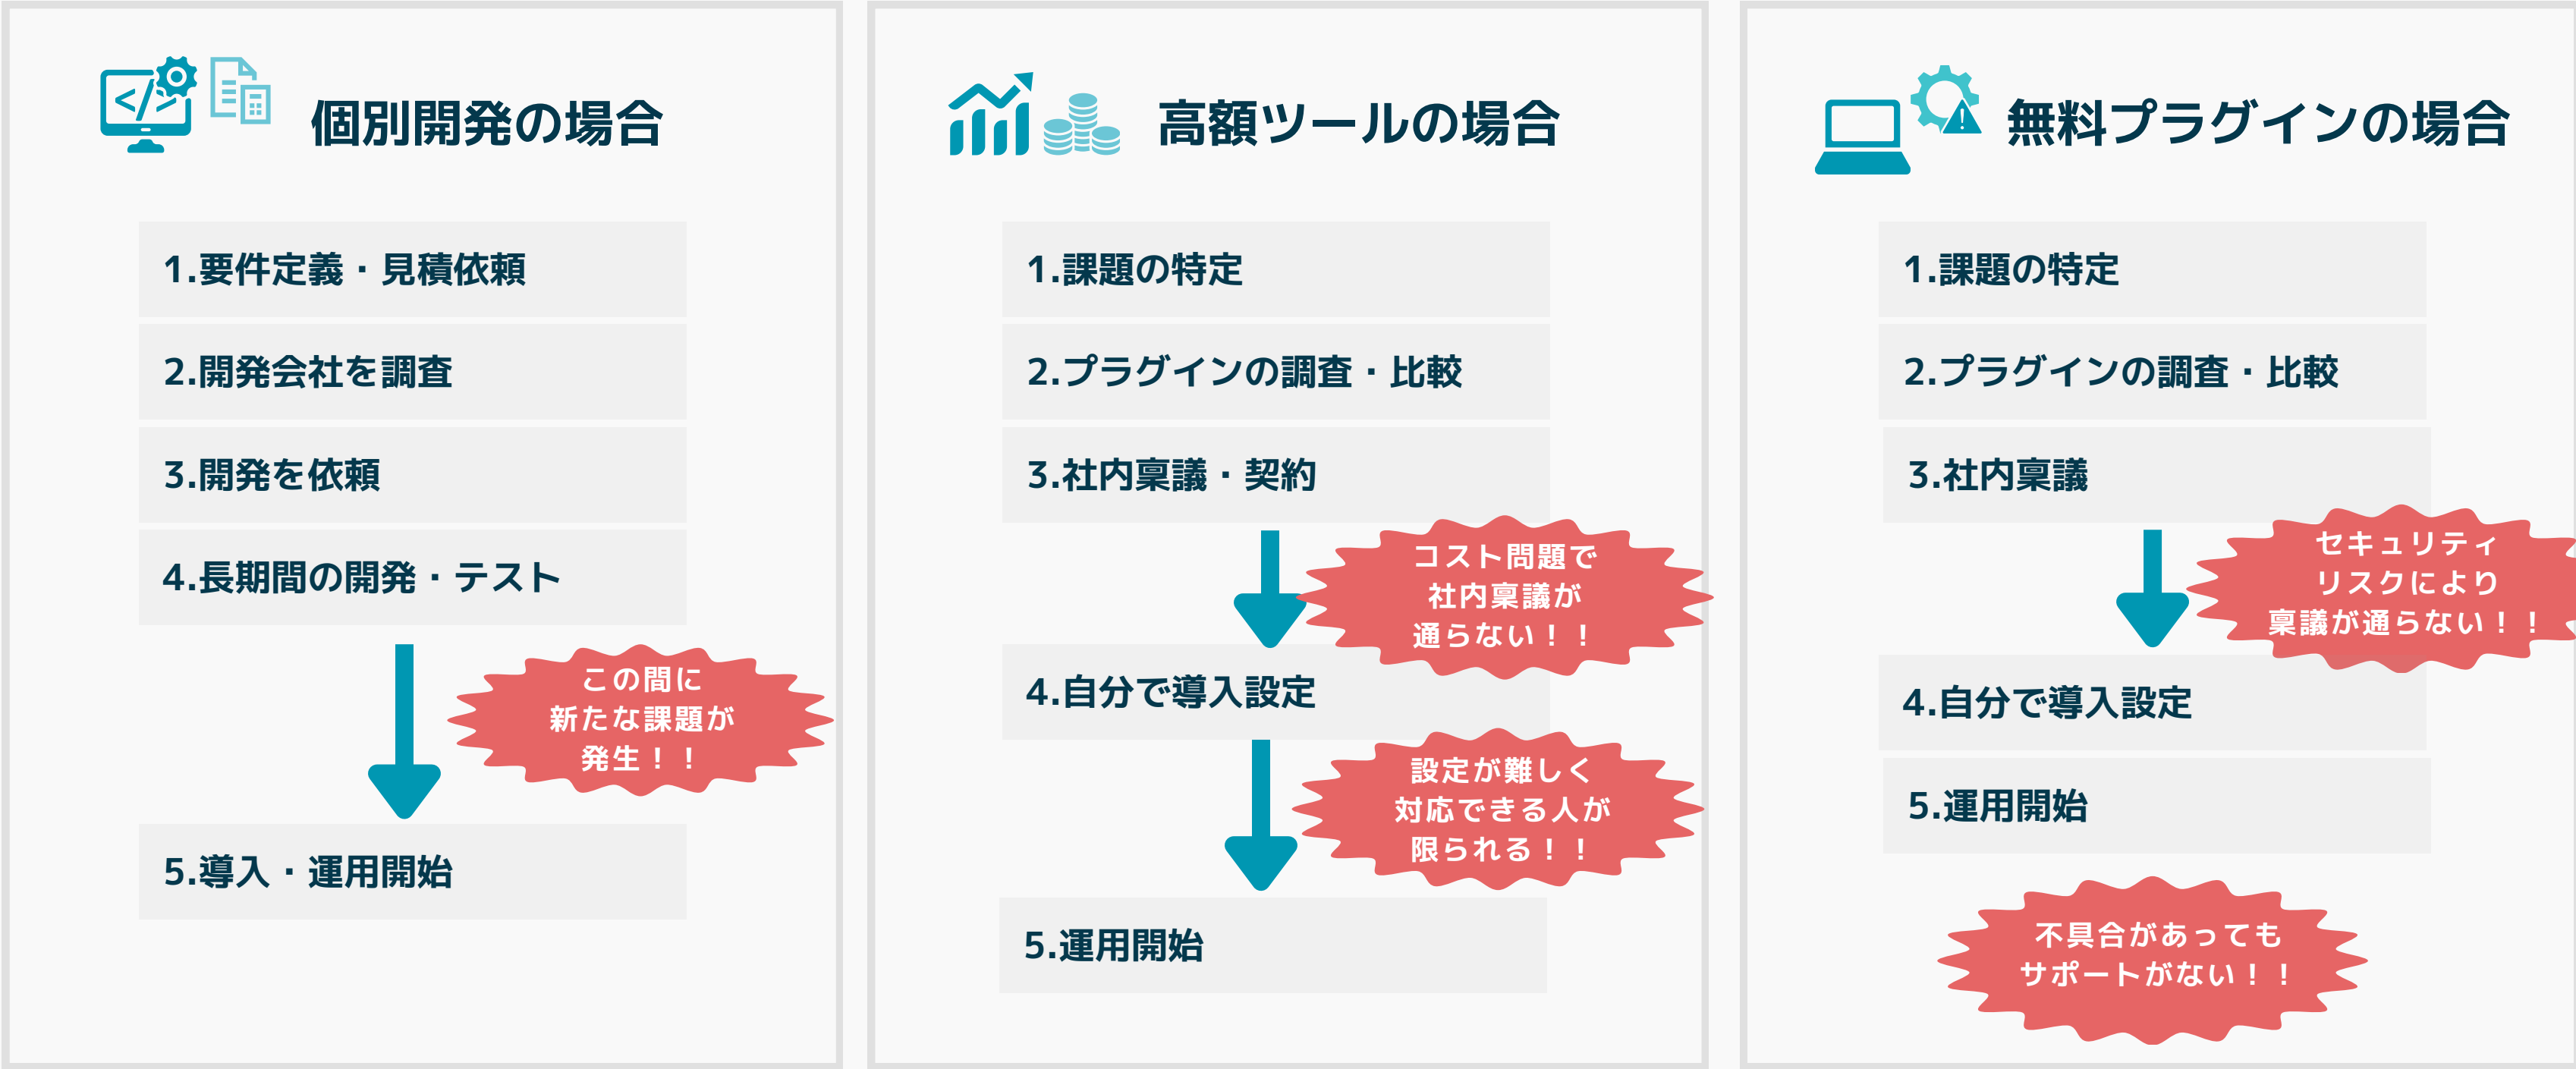 個別開発の場合
1.要件定義・見積依頼
2.開発会社を調査
3.開発を依頼
4.長期間の開発・テスト
この間に
新たな課題が
発生！！
5.導入・運用開始
高額ツールの場合
1.課題の特定
2.プラグインの調査・比較
3.社内稟議・契約
コスト問題で
社内稟議が
通らない！！
4.自分で導入設定
設定が難しく
対応できる人が
限られる！！
5.運用開始
無料プラグインの場合
1.課題の特定
2.プラグインの調査・比較
3.社内稟議
セキュリティ
リスクにより
稟議が通らない！！
4.自分で導入設定
5.運用開始
不具合があっても
サポートがない！！